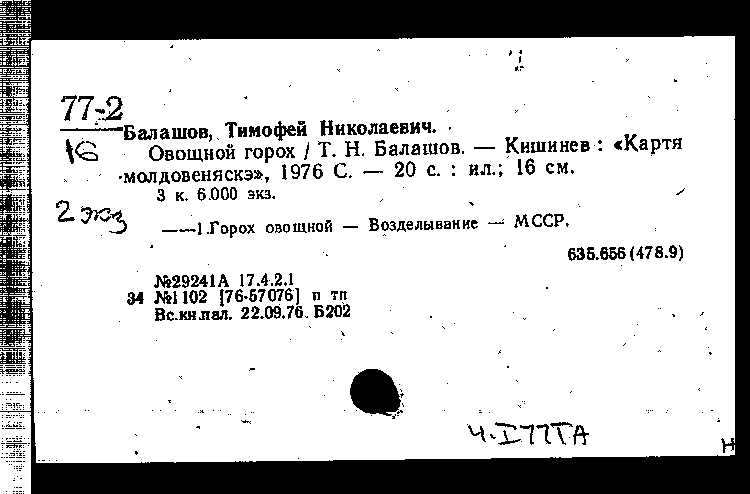 77-2
Балашов, Тимофей Николаевич.
16
Овощной горох / Т. Н. Балашов. — Кишинев : «Картя
молдовеняскэ», 1976 С. — 20 с. : ил.; 16 см.
3 к. 6.000 экз.
2 экз
——1.Горох овощной — Возделывание — МССР.
635.656 (478.9)
№29241А 17.4.2.1
34 №1102 [76-57076] п тп
Вс.кн.пал. 22.09.76. Б202
Ч.I77ТА
Н